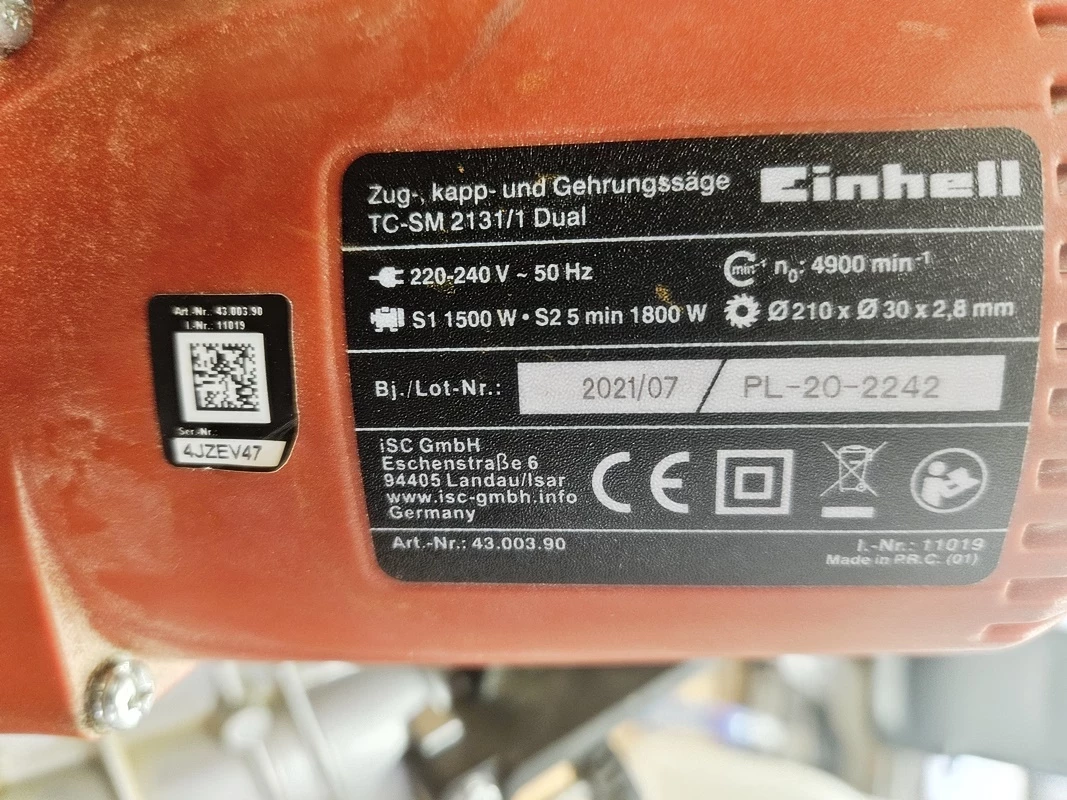 Art.-Nr.: 43.003.90
I.-Nr.: 11019
Ser.-Nr.:
4JZEV47
Zug-, kapp- und Gehrungssäge
TC-SM 2131/1 Dual
Einhell
220-240 V ~ 50 Hz
min⁻¹ n₀: 4900 min⁻¹
S1 1500 W • S2 5 min 1800 W
Ø 210 x Ø 30 x 2,8 mm
Bj./Lot-Nr.: 2021/07 / PL-20-2242
iSC GmbH
Eschenstraße 6
94405 Landau/Isar
www.isc-gmbh.info
Germany
CE
Art.-Nr.: 43.003.90
I.-Nr.: 11019
Made in P.R.C. (01)